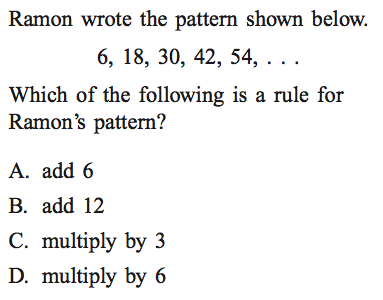 Ramon wrote the pattern shown below.
6, 18, 30, 42, 54, . . .
Which of the following is a rule for
Ramon’s pattern?
A. add 6
B. add 12
C. multiply by 3
D. multiply by 6